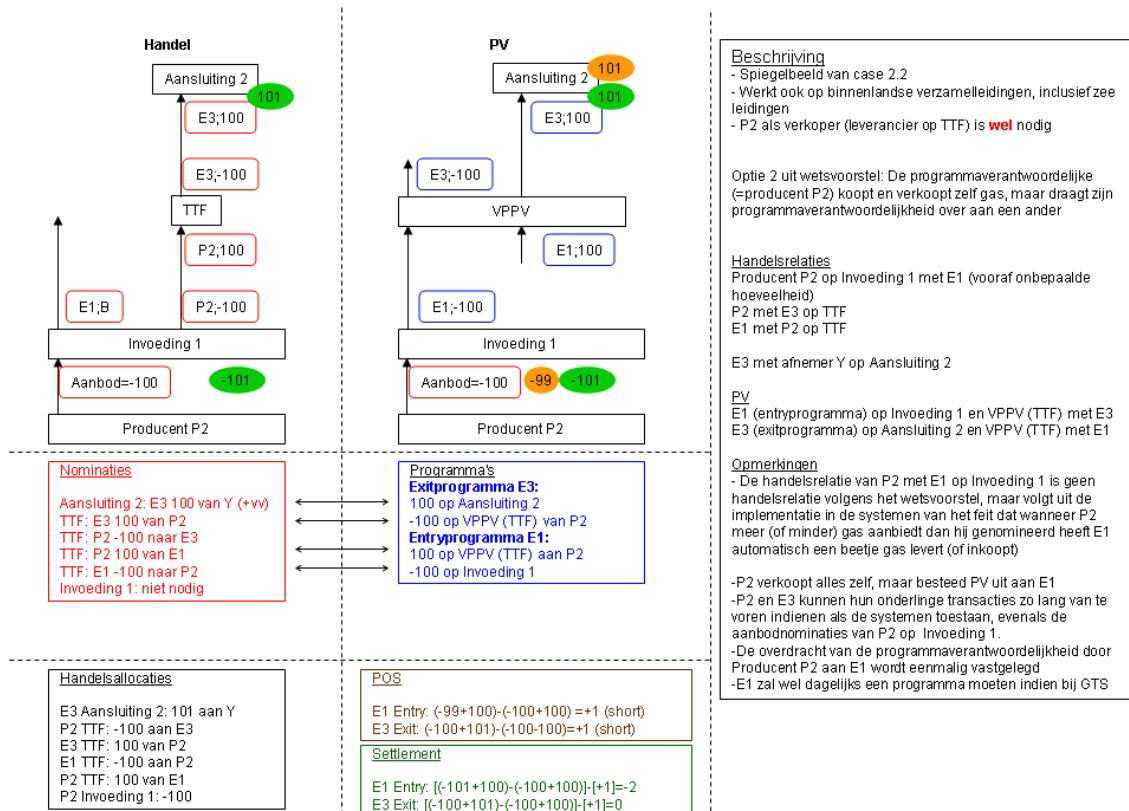 Handel
Aansluiting 2
101
E3;100
E3;-100
TTF
P2;100
E1;B
P2;-100
Invoeding 1
Aanbod=-100
-101
Producent P2
PV
101
Aansluiting 2
101
E3;100
E3;-100
VPPV
E1;100
E1;-100
Invoeding 1
Aanbod=-100
-99
-101
Producent P2
Nominaties
Aansluiting 2: E3 100 van Y (+vv)
TTF: E3 100 van P2
TTF: P2 -100 naar E3
TTF: P2 100 van E1
TTF: E1 -100 naar P2
Invoeding 1: niet nodig
Programma's
Exitprogramma E3:
100 op Aansluiting 2
-100 op VPPV (TTF) van P2
Entryprogramma E1:
100 op VPPV (TTF) aan P2
-100 op Invoeding 1
Handelsallocaties
E3 Aansluiting 2: 101 aan Y
P2 TTF: -100 aan E3
E3 TTF: 100 van P2
E1 TTF: -100 aan P2
P2 TTF: 100 van E1
P2 Invoeding 1: -100
POS
E1 Entry: (-99+100)-(-100+100) =+1 (short)
E3 Exit: (-100+101)-(-100-100)=+1 (short)
Settlement
E1 Entry: [(-101+100)-(-100+100)]-[+1]=-2
E3 Exit: [(-100+101)-(-100+100)]-[+1]=0
Beschrijving
- Spiegelbeeld van case 2.2
- Werkt ook op binnenlandse verzamelleidingen, inclusief zee
leidingen
- P2 als verkoper (leverancier op TTF) is wel nodig
Optie 2 uit wetsvoorstel: De programmaverantwoordelijke
(=producent P2) koopt en verkoopt zelf gas, maar draagt zijn
programmaverantwoordelijkheid over aan een ander
Handelsrelaties
Producent P2 op Invoeding 1 met E1 (vooraf onbepaalde
hoeveelheid)
P2 met E3 op TTF
E1 met P2 op TTF
E3 met afnemer Y op Aansluiting 2
PV
E1 (entryprogramma) op Invoeding 1 en VPPV (TTF) met E3
E3 (exitprogramma) op Aansluiting 2 en VPPV (TTF) met E1
Opmerkingen
- De handelsrelatie van P2 met E1 op Invoeding 1 is geen
handelsrelatie volgens het wetsvoorstel, maar volgt uit de
implementatie in de systemen van het feit dat wanneer P2
meer (of minder) gas aanbiedt dan hij genomineerd heeft E1
automatisch een beetje gas levert (of inkoopt)
-P2 verkoopt alles zelf, maar besteed PV uit aan E1
-P2 en E3 kunnen hun onderlinge transacties zo lang van te
voren indienen als de systemen toestaan, evenals de
aanbodnominaties van P2 op Invoeding 1.
-De overdracht van de programmaverantwoordelijkheid door
Producent P2 aan E1 wordt eenmalig vastgelegd
-E1 zal wel dagelijks een programma moeten indien bij GTS